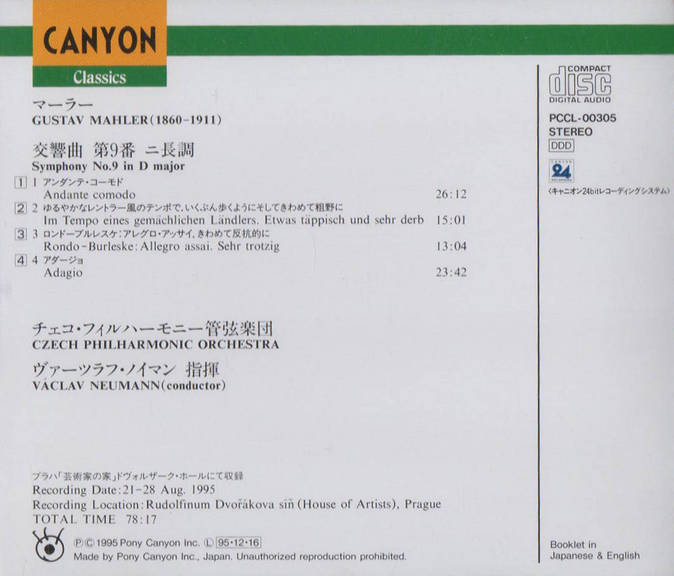 CANYON
Classics
マーラー
GUSTAV MAHLER(1860-1911)
交響曲 第9番 ニ長調
Symphony No.9 in D major
1 1 アンダンテ・コーモド
Andante comodo 26:12
2 2 ゆるやかなレントラー風のテンポで、いくぶん歩くようにそしてきわめて粗野に
Im Tempo eines gemächlichen Ländlers. Etwas täppisch und sehr derb 15:01
3 3 ロンド-ブルレスケ:アレグロ・アッサイ、きわめて反抗的に
Rondo-Burleske: Allegro assai. Sehr trotzig 13:04
4 4 アダージョ
Adagio 23:42
チェコ・フィルハーモニー管弦楽団
CZECH PHILHARMONIC ORCHESTRA
ヴァーツラフ・ノイマン 指揮
VÁCLAV NEUMANN(conductor)
プラハ「芸術家の家」ドヴォルザーク・ホールにて収録
Recording Date:21-28 Aug. 1995
Recording Location:Rudolfinum Dvořákova siň (House of Artists), Prague
TOTAL TIME 78:17
Ⓟ©1995 Pony Canyon Inc. Ⓛ 95・12・16
Made by Pony Canyon Inc., Japan. Unauthorized reproduction prohibited.
COMPACT
disc
DIGITAL AUDIO
PCCL-00305
STEREO
DDD
CANYON
24
〈キャニオン24bitレコーディングシステム〉
Booklet in
Japanese & English